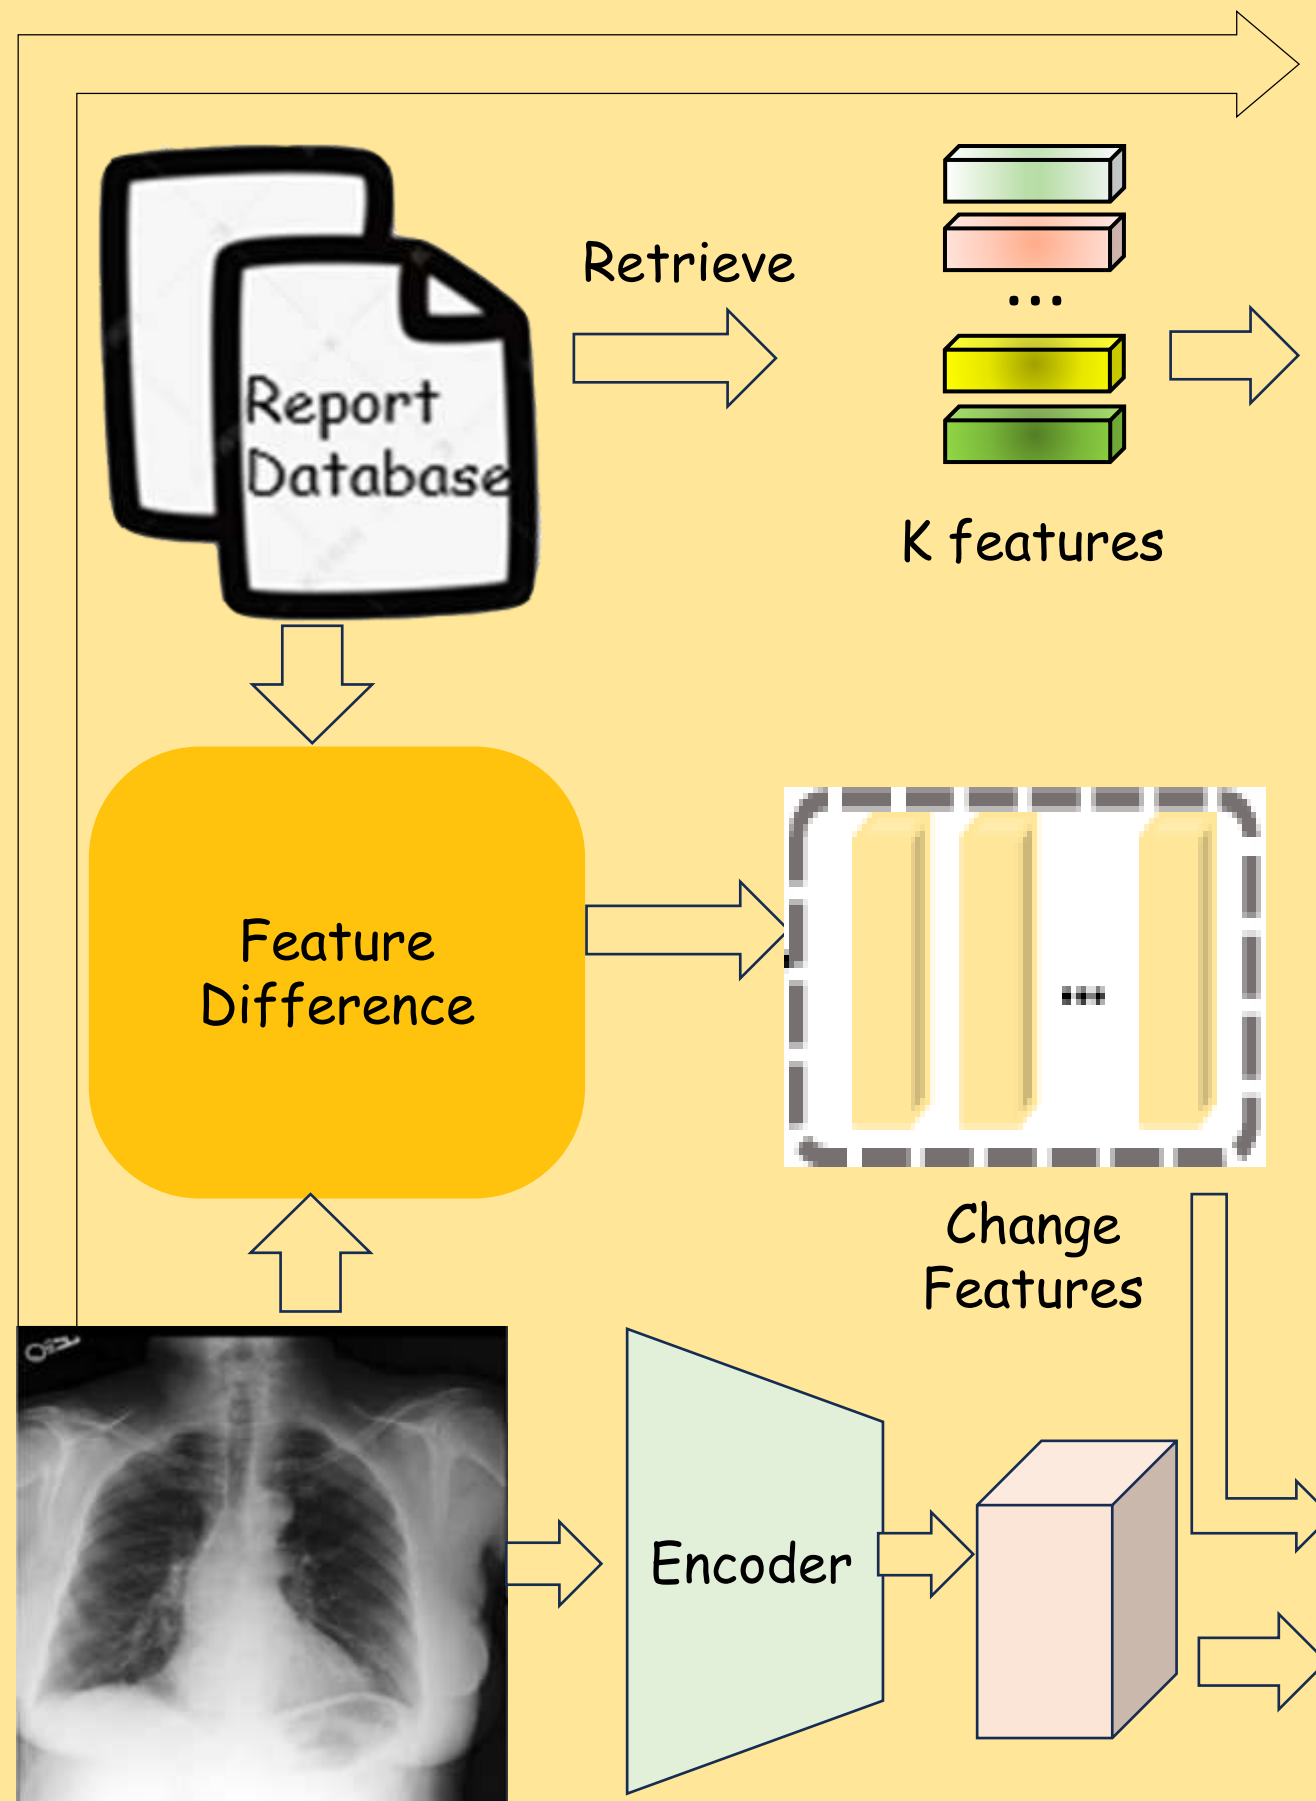 Retrieve
Report
Database
...
K features
Feature
Difference
...
Change
Features
Encoder